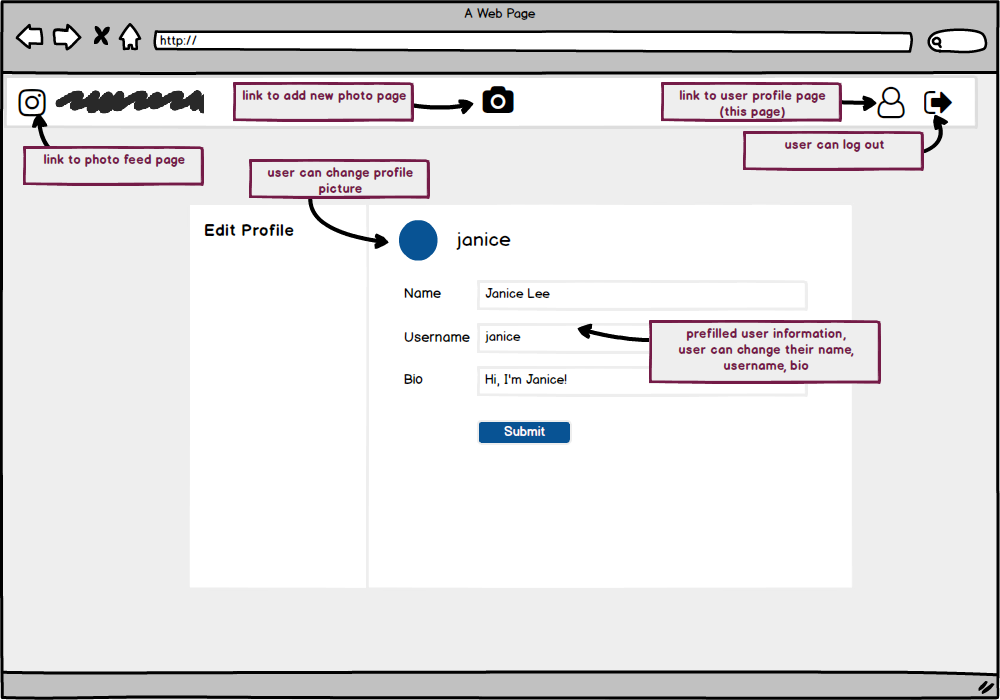 A Web Page
http://
link to add new photo page
link to user profile page
(this page)
user can log out
link to photo feed page
user can change profile
picture
Edit Profile
janice
Name
Janice Lee
Username
janice
prefilled user information,
user can change their name,
username, bio
Bio
Hi, I'm Janice!
Submit